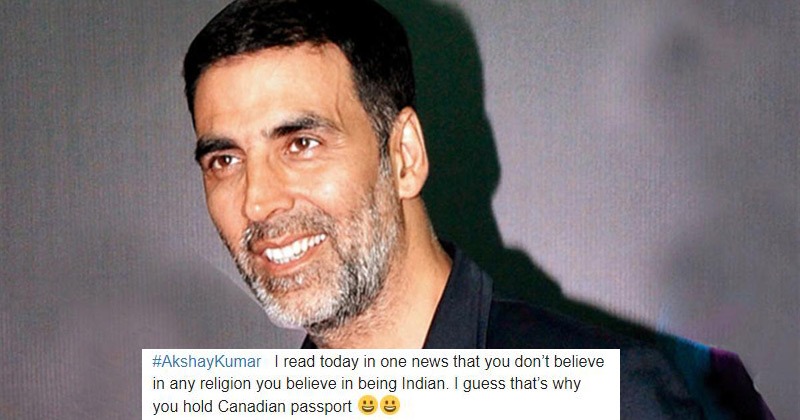 #AkshayKumar I read today in one news that you don't believe
in any religion you believe in being Indian. I guess that's why
you hold Canadian passport 😀😀